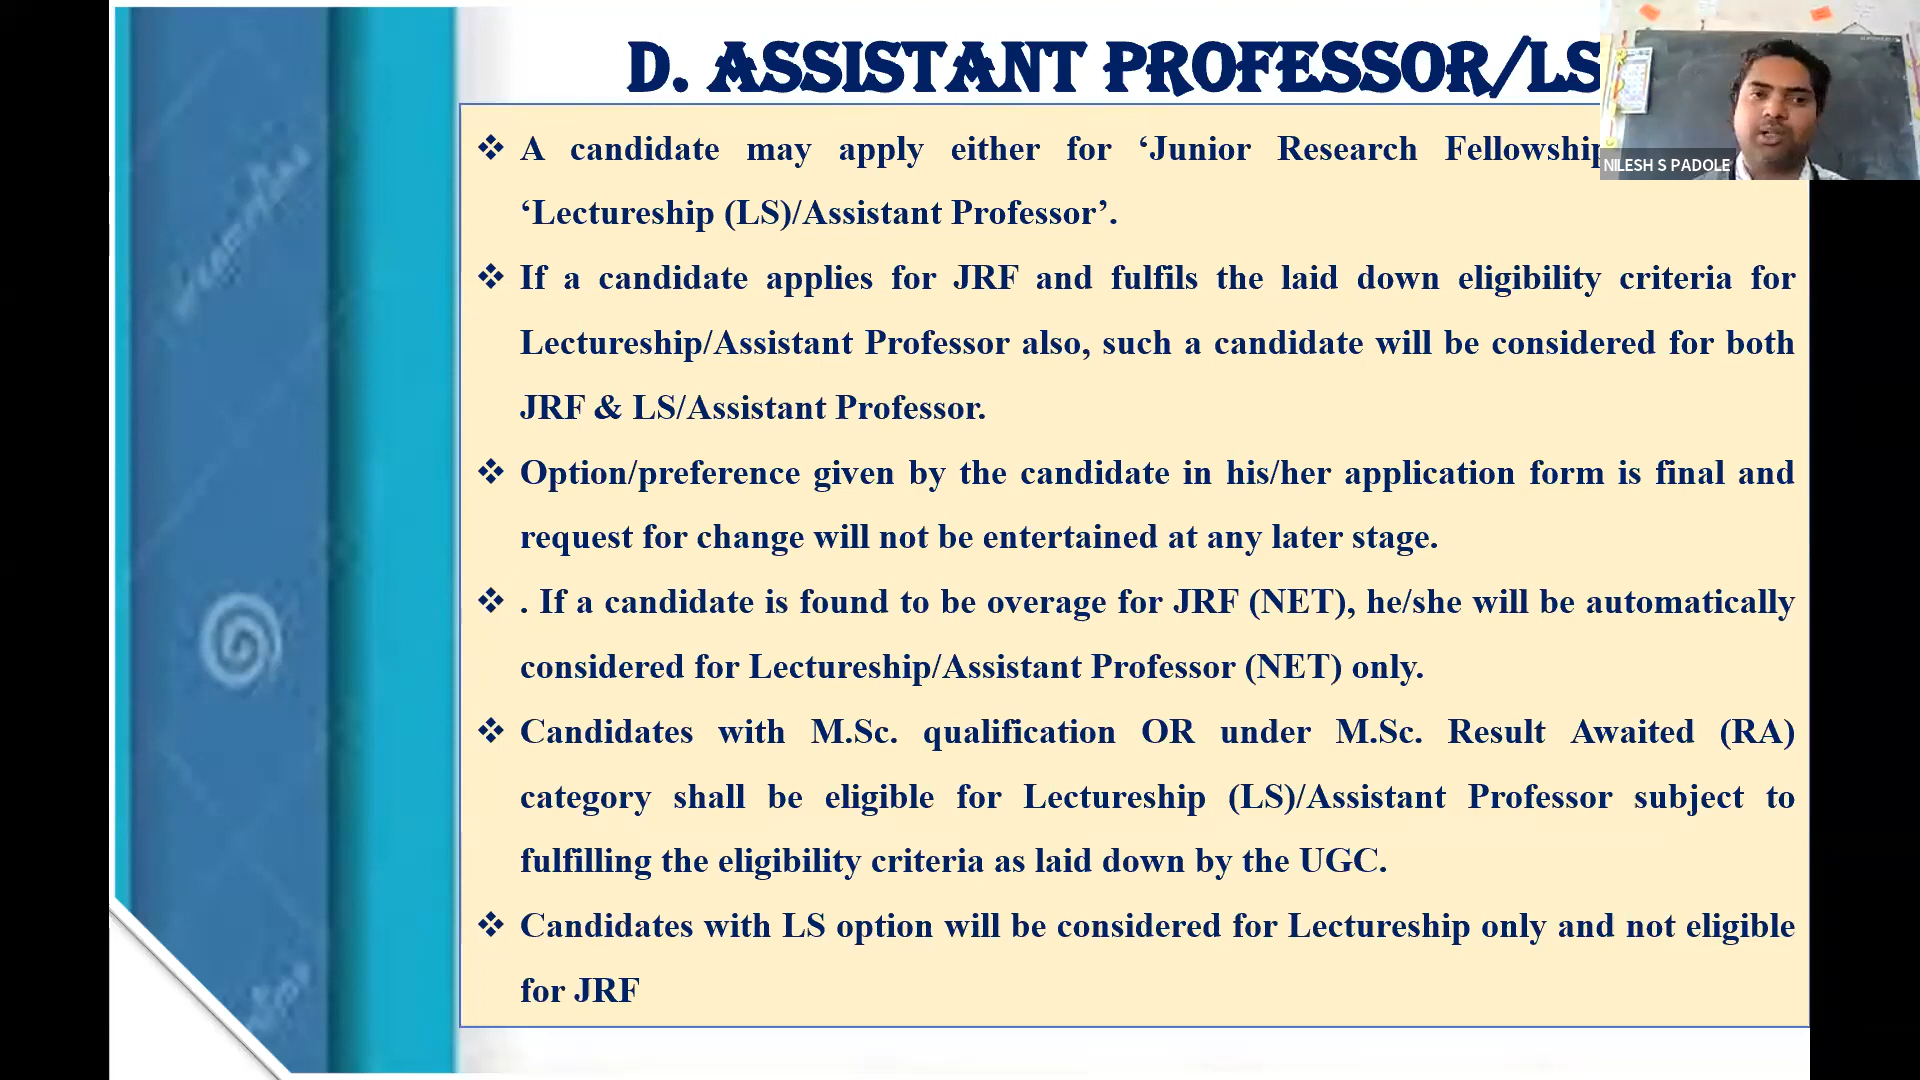 D. ASSISTANT PROFESSOR/LS
NILESH S PADOLE
❖ A candidate may apply either for ‘Junior Research Fellowship
‘Lectureship (LS)/Assistant Professor’.
❖ If a candidate applies for JRF and fulfils the laid down eligibility criteria for
Lectureship/Assistant Professor also, such a candidate will be considered for both
JRF & LS/Assistant Professor.
❖ Option/preference given by the candidate in his/her application form is final and
request for change will not be entertained at any later stage.
❖ . If a candidate is found to be overage for JRF (NET), he/she will be automatically
considered for Lectureship/Assistant Professor (NET) only.
❖ Candidates with M.Sc. qualification OR under M.Sc. Result Awaited (RA)
category shall be eligible for Lectureship (LS)/Assistant Professor subject to
fulfilling the eligibility criteria as laid down by the UGC.
❖ Candidates with LS option will be considered for Lectureship only and not eligible
for JRF